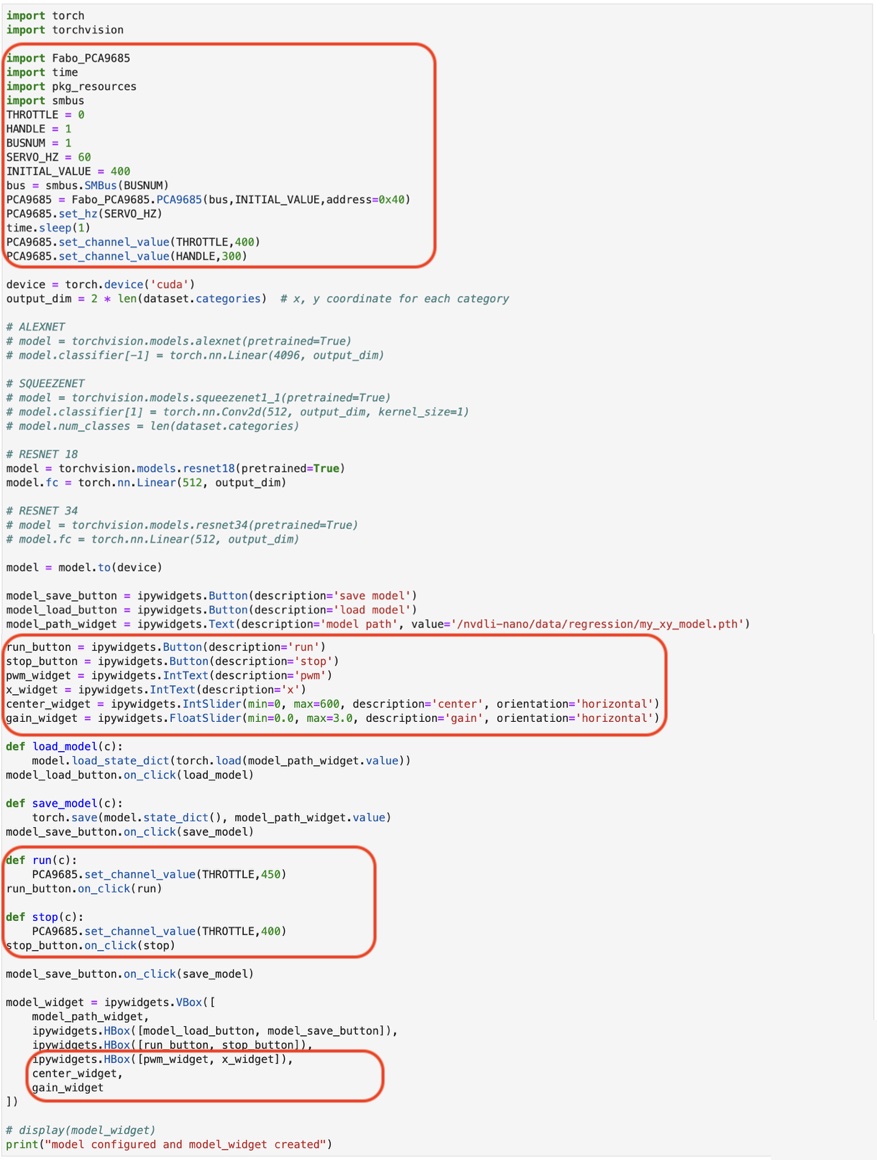 import torch
import torchvision
import Fabo_PCA9685
import time
import pkg_resources
import smbus
THROTTLE = 0
HANDLE = 1
BUSNUM = 1
SERVO_HZ = 60
INITIAL_VALUE = 400
bus = smbus.SMBus(BUSNUM)
PCA9685 = Fabo_PCA9685.PCA9685(bus,INITIAL_VALUE,address=0x40)
PCA9685.set_hz(SERVO_HZ)
time.sleep(1)
PCA9685.set_channel_value(THROTTLE,400)
PCA9685.set_channel_value(HANDLE,300)
device = torch.device('cuda')
output_dim = 2 * len(dataset.categories)  # x, y coordinate for each category
# ALEXNET
# model = torchvision.models.alexnet(pretrained=True)
# model.classifier[-1] = torch.nn.Linear(4096, output_dim)
# SQUEEZENET
# model = torchvision.models.squeezenet1_1(pretrained=True)
# model.classifier[1] = torch.nn.Conv2d(512, output_dim, kernel_size=1)
# model.num_classes = len(dataset.categories)
# RESNET 18
model = torchvision.models.resnet18(pretrained=True)
model.fc = torch.nn.Linear(512, output_dim)
# RESNET 34
# model = torchvision.models.resnet34(pretrained=True)
# model.fc = torch.nn.Linear(512, output_dim)
model = model.to(device)
model_save_button = ipywidgets.Button(description='save model')
model_load_button = ipywidgets.Button(description='load model')
model_path_widget = ipywidgets.Text(description='model path', value='/nvdli-nano/data/regression/my_xy_model.pth')
run_button = ipywidgets.Button(description='run')
stop_button = ipywidgets.Button(description='stop')
pwm_widget = ipywidgets.IntText(description='pwm')
x_widget = ipywidgets.IntText(description='x')
center_widget = ipywidgets.IntSlider(min=0, max=600, description='center', orientation='horizontal')
gain_widget = ipywidgets.FloatSlider(min=0.0, max=3.0, description='gain', orientation='horizontal')
def load_model(c):
    model.load_state_dict(torch.load(model_path_widget.value))
model_load_button.on_click(load_model)
def save_model(c):
    torch.save(model.state_dict(), model_path_widget.value)
model_save_button.on_click(save_model)
def run(c):
    PCA9685.set_channel_value(THROTTLE,450)
run_button.on_click(run)
def stop(c):
    PCA9685.set_channel_value(THROTTLE,400)
stop_button.on_click(stop)
model_save_button.on_click(save_model)
model_widget = ipywidgets.VBox([
    model_path_widget,
    ipywidgets.HBox([model_load_button, model_save_button]),
    ipywidgets.HBox([run_button, stop_button]),
    ipywidgets.HBox([pwm_widget, x_widget]),
    center_widget,
    gain_widget
])
# display(model_widget)
print("model configured and model_widget created")